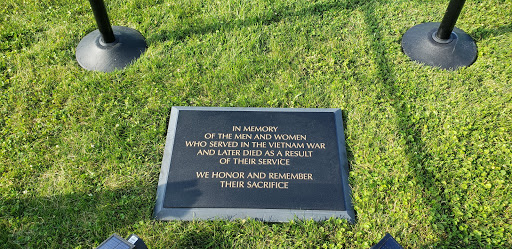 IN MEMORY
OF THE MEN AND WOMEN
WHO SERVED IN THE VIETNAM WAR
AND LATER DIED AS A RESULT
OF THEIR SERVICE
WE HONOR AND REMEMBER
THEIR SACRIFICE